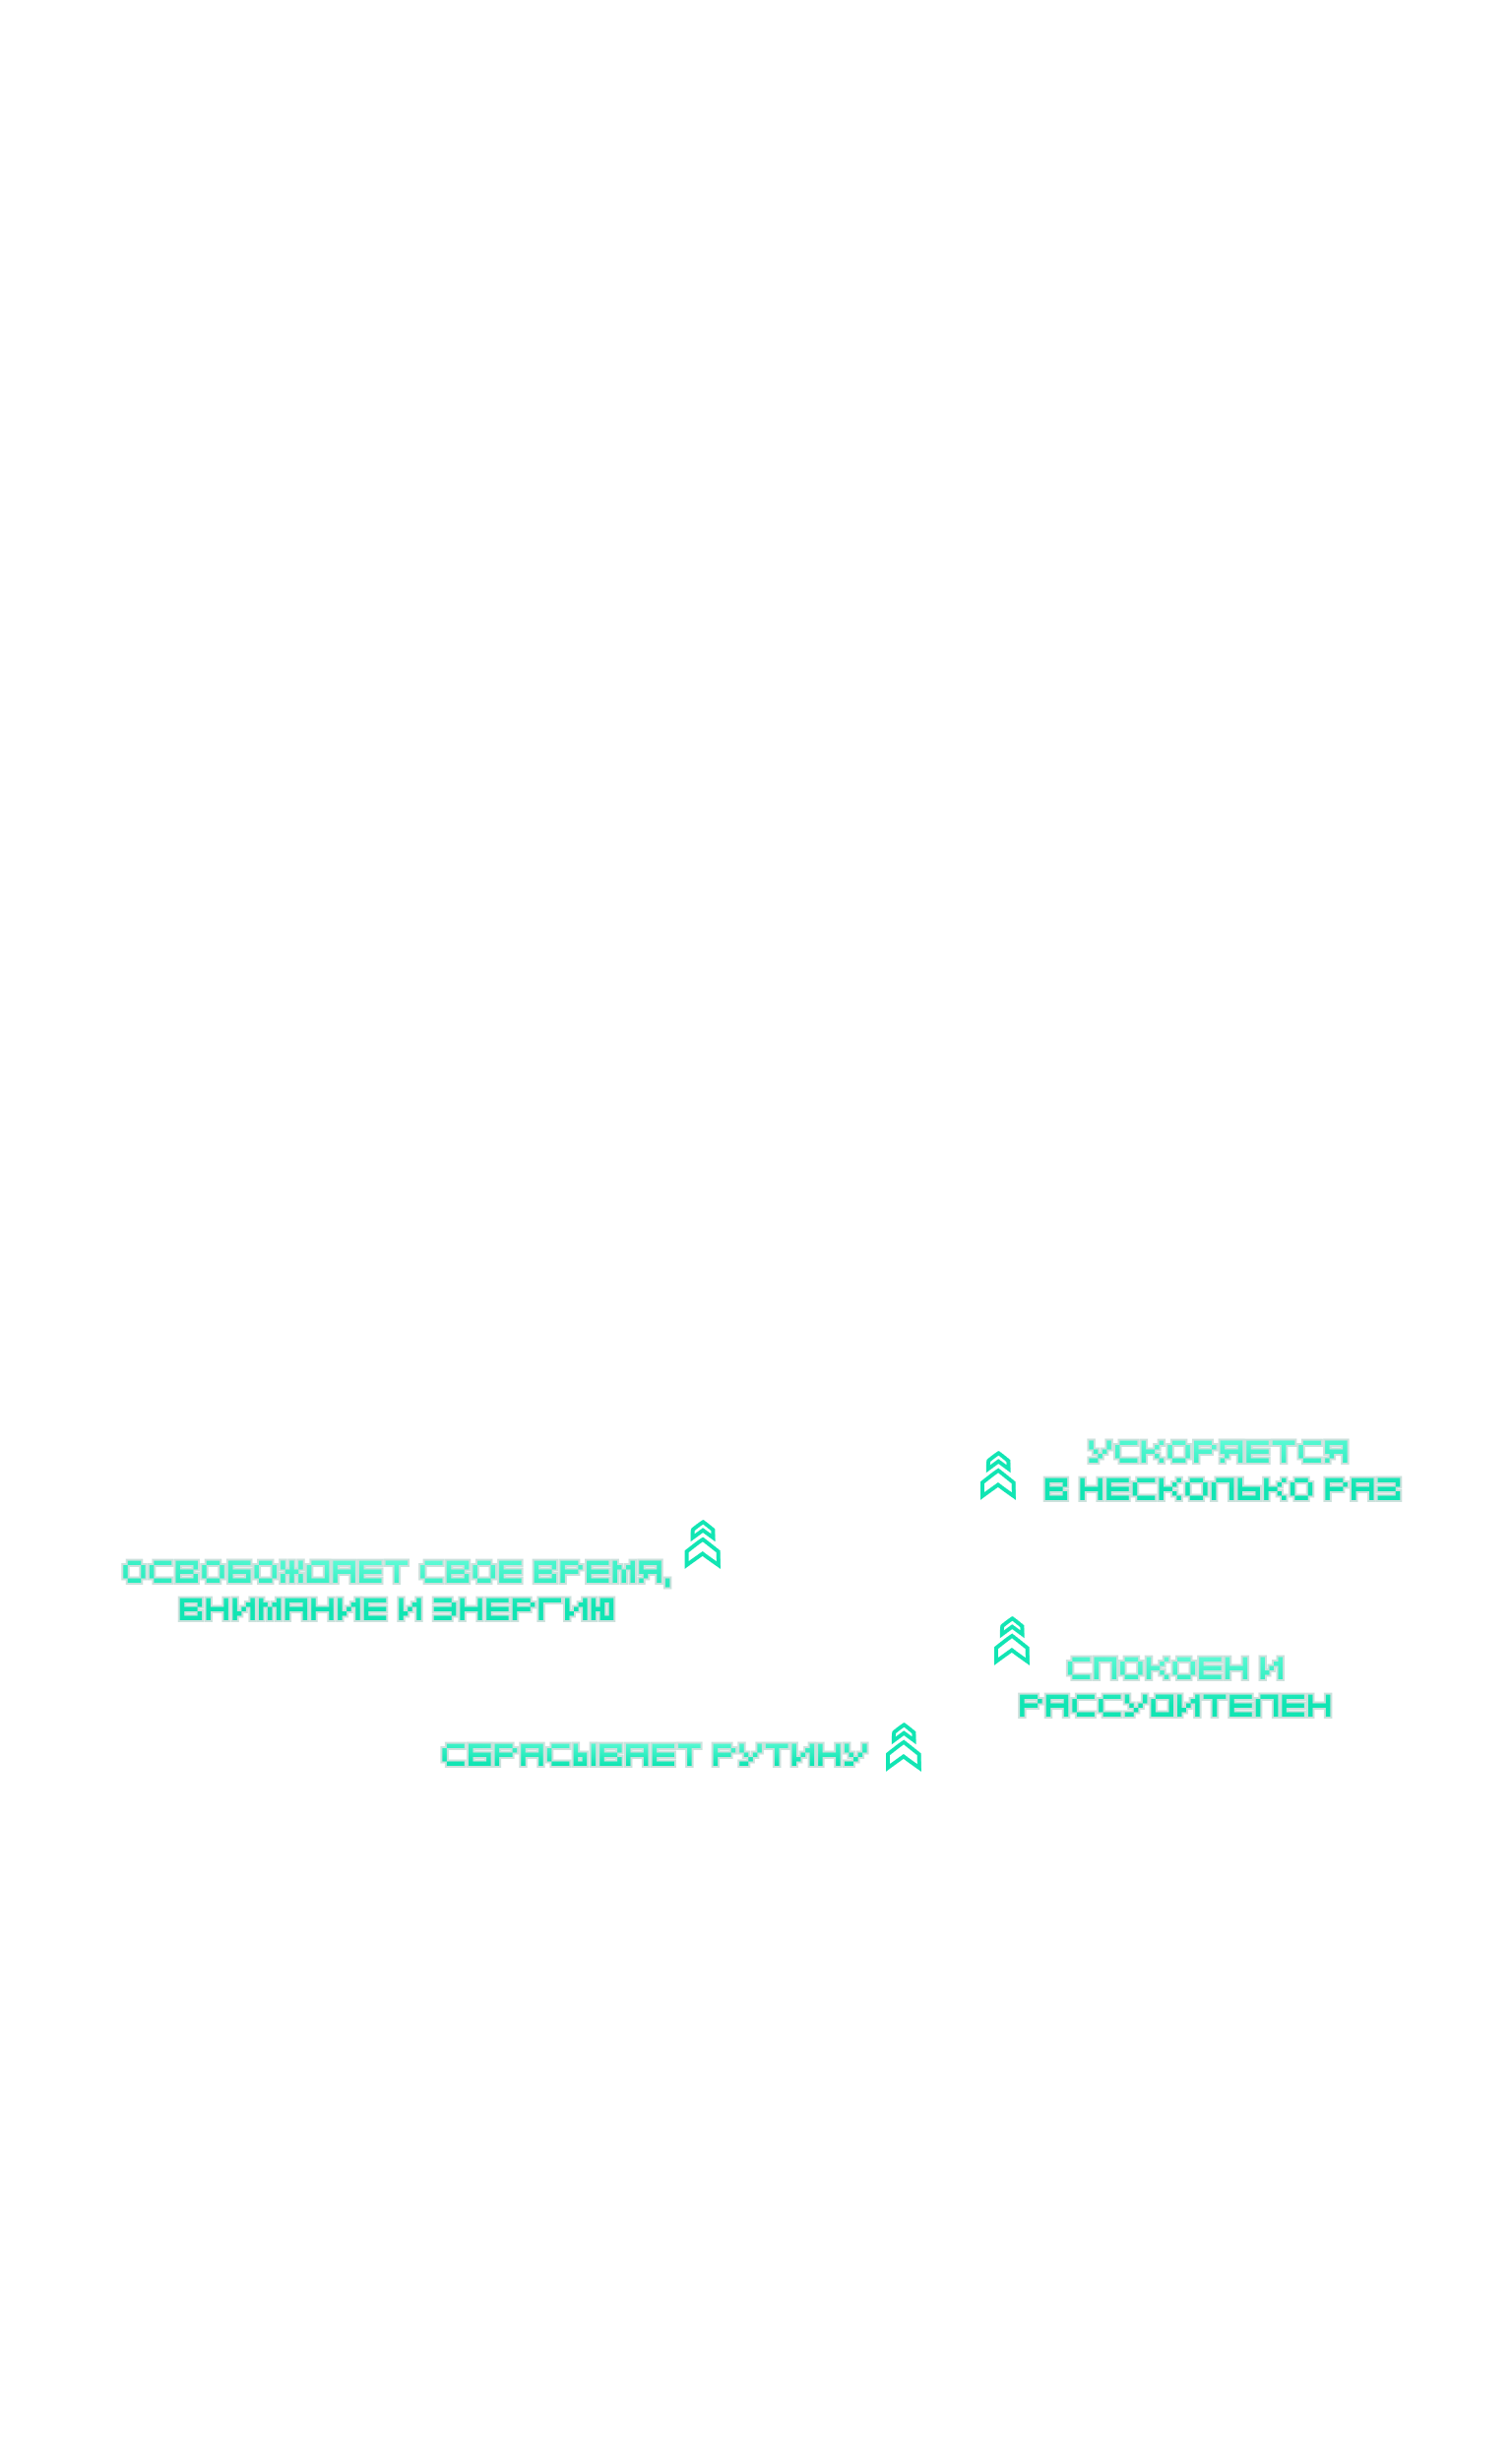 УСКОРЯЕТСЯ
В НЕСКОЛЬКО РАЗ
ОСВОБОЖДАЕТ СВОЕ ВРЕМЯ,
ВНИМАНИЕ И ЭНЕРГИЮ
СПОКОЕН И
РАССУДИТЕЛЕН
СБРАСЫВАЕТ РУТИНУ